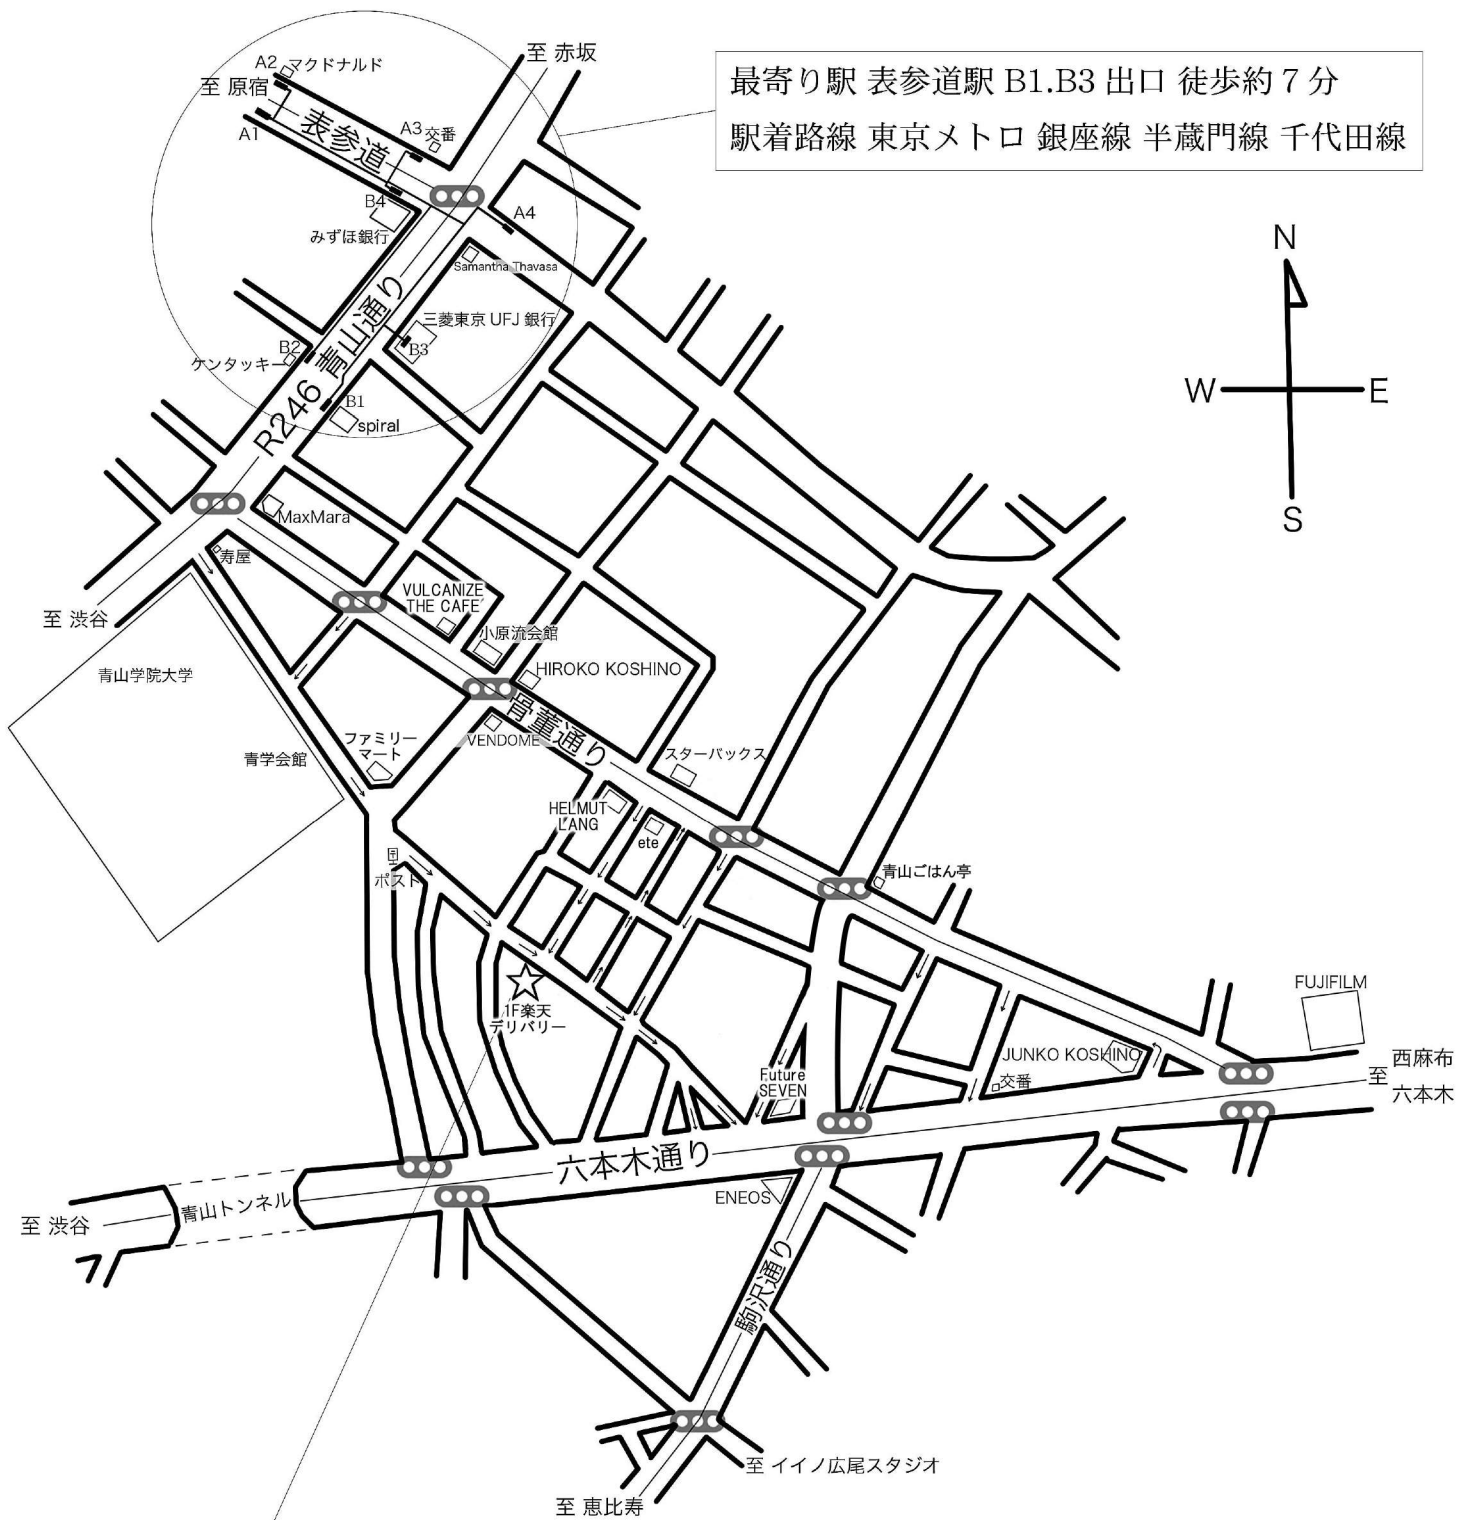 至 赤坂
A2 マクドナルド
至 原宿
A1
表参道
A3 交番
最寄り駅 表参道駅 B1.B3 出口 徒歩約 7 分
駅着路線 東京メトロ 銀座線 半蔵門線 千代田線
B4
みずほ銀行
A4
Samantha Thavasa
N
W
E
S
三菱東京 UFJ 銀行
B3
B2
ケンタッキー
R246 青山通り
B1
spiral
MaxMara
寿屋
至 渋谷
VULCANIZE
THE CAFE
小原流会館
HIROKO KOSHINO
青山学院大学
骨董通り
ファミリー
マート
VENDOME
青学会館
スターバックス
HELMUT
LANG
ete
ポスト
青山ごはん亭
1F楽天
デリバリー
FUJIFILM
JUNKO KOSHINO
交番
Future
SEVEN
西麻布
至
六本木
六本木通り
ENEOS
青山トンネル
至 渋谷
駒沢通り
至 イイノ広尾スタジオ
至 恵比寿